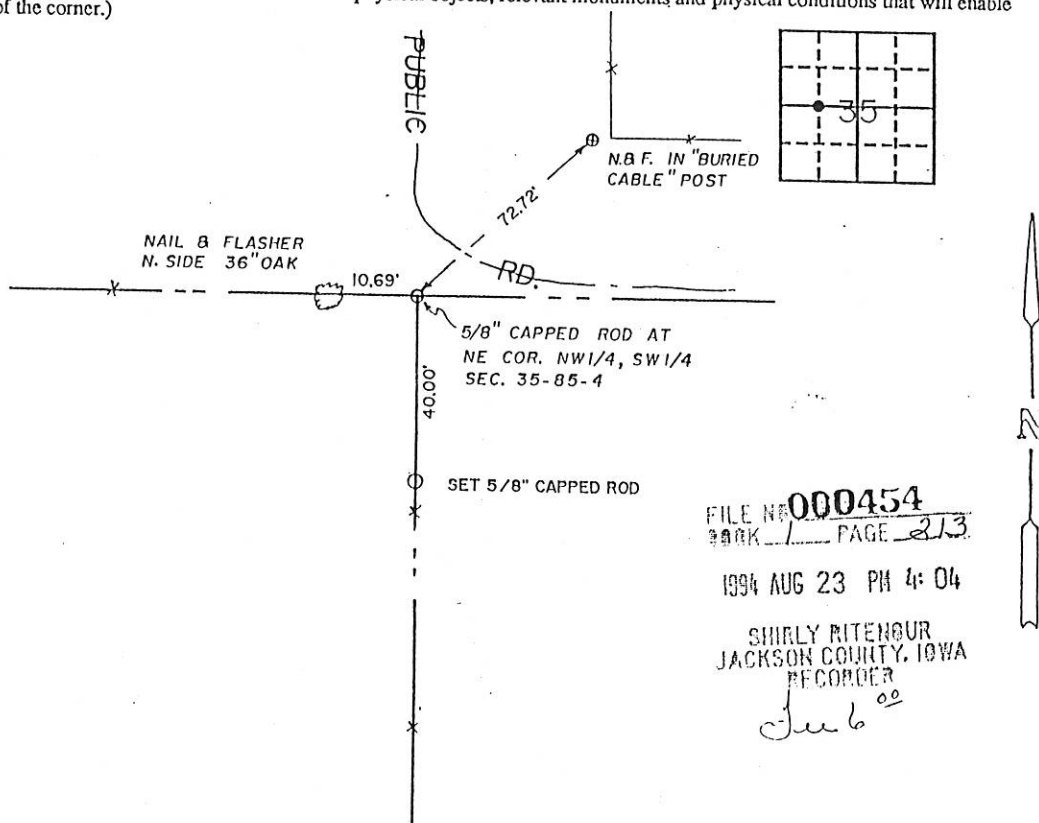 of the corner.)
physical objects, relevant monuments and physical conditions that will enable
PUBLIC
35
N.& F. IN "BURIED
CABLE" POST
72.72'
NAIL & FLASHER
N. SIDE 36" OAK
10.69'
RD.
5/8" CAPPED ROD AT
NE COR. NW1/4, SW1/4
SEC. 35-85-4
40.00'
N
SET 5/8" CAPPED ROD
FILE NO 000454
BOOK 1 PAGE 213
1994 AUG 23 PM 4:04
SHIRLY RITENOUR
JACKSON COUNTY, IOWA
RECORDER
Fee 6 00